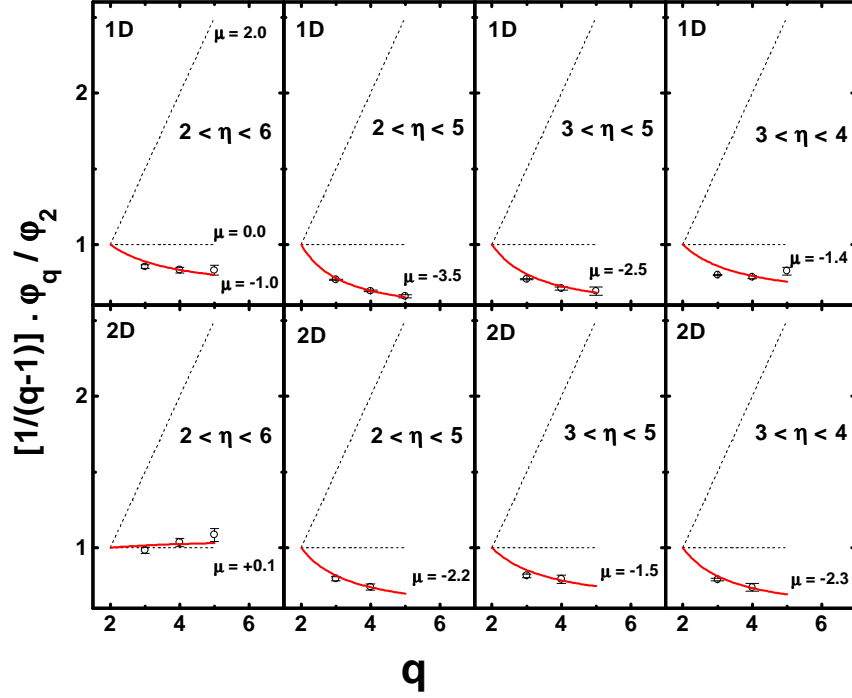 [1/(q-1)] · φq / φ2
1D
μ = 2.0
2 < η < 6
μ = 0.0
μ = -1.0
1D
2 < η < 5
μ = -3.5
1D
3 < η < 5
μ = -2.5
1D
3 < η < 4
μ = -1.4
2
1
2D
2 < η < 6
μ = +0.1
2D
2 < η < 5
μ = -2.2
2D
3 < η < 5
μ = -1.5
2D
3 < η < 4
μ = -2.3
2
1
2 4 6 2 4 6 2 4 6 2 4 6
q